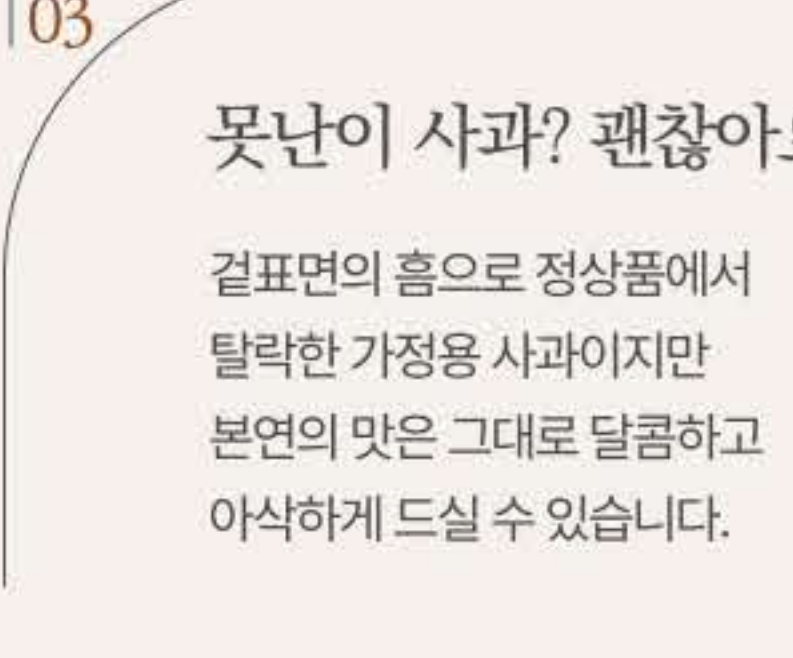 03
못난이 사과? 괜찮아
겉표면의 흠으로 정상품에서
탈락한 가정용 사과이지만
본연의 맛은 그대로 달콤하고
아삭하게 드실 수 있습니다.